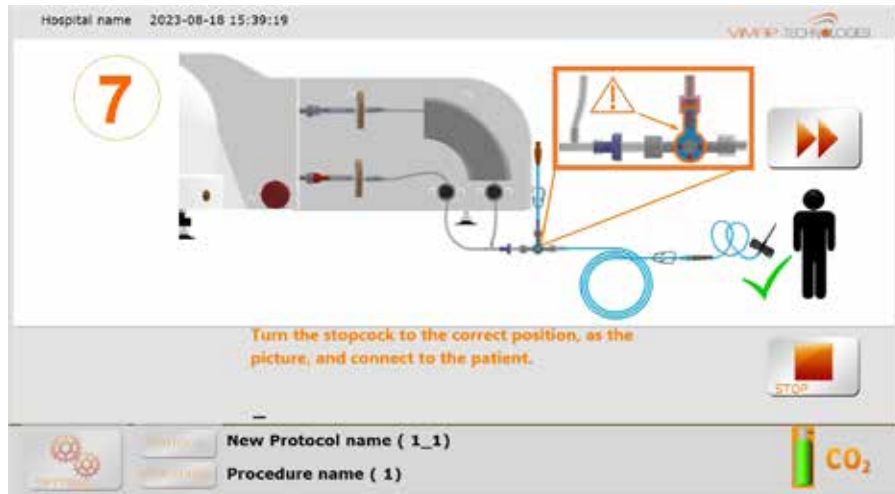 Hospital name 2023-08-18 15:39:19
VIMAP TECHNOLOGIES
7
Turn the stopcock to the correct position, as the
picture, and connect to the patient.
STOP
New Protocol name ( 1_1)
Procedure name ( 1)
CO₂